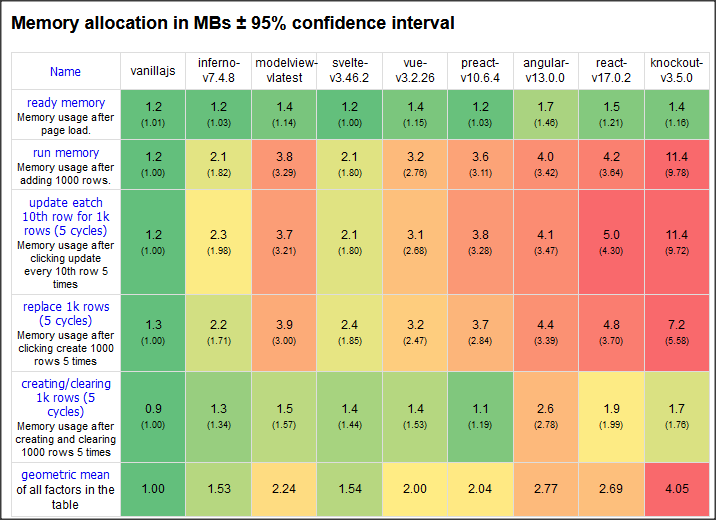 Memory allocation in MBs ± 95% confidence interval
Name vanillajs inferno-v7.4.8 modelview-vlatest svelte-v3.46.2 vue-v3.2.26 preact-v10.6.4 angular-v13.0.0 react-v17.0.2 knockout-v3.5.0
ready memory
Memory usage after
page load.
1.2 1.2 1.4 1.2 1.4 1.2 1.7 1.5 1.4
(1.01) (1.03) (1.14) (1.00) (1.15) (1.03) (1.46) (1.21) (1.16)
run memory
Memory usage after
adding 1000 rows.
1.2 2.1 3.8 2.1 3.2 3.6 4.0 4.2 11.4
(1.00) (1.82) (3.29) (1.80) (2.76) (3.11) (3.42) (3.64) (9.78)
update eatch
10th row for 1k
rows (5 cycles)
Memory usage after
clicking update
every 10th row 5
times
1.2 2.3 3.7 2.1 3.1 3.8 4.1 5.0 11.4
(1.00) (1.98) (3.21) (1.80) (2.68) (3.28) (3.47) (4.30) (9.72)
replace 1k rows
(5 cycles)
Memory usage after
clicking create 1000
rows 5 times
1.3 2.2 3.9 2.4 3.2 3.7 4.4 4.8 7.2
(1.00) (1.71) (3.00) (1.85) (2.47) (2.84) (3.39) (3.70) (5.58)
creating/clearing
1k rows (5
cycles)
Memory usage after
creating and clearing
1000 rows 5 times
0.9 1.3 1.5 1.4 1.4 1.1 2.6 1.9 1.7
(1.00) (1.34) (1.57) (1.44) (1.53) (1.19) (2.78) (1.99) (1.76)
geometric mean
of all factors in the
table
1.00 1.53 2.24 1.54 2.00 2.04 2.77 2.69 4.05